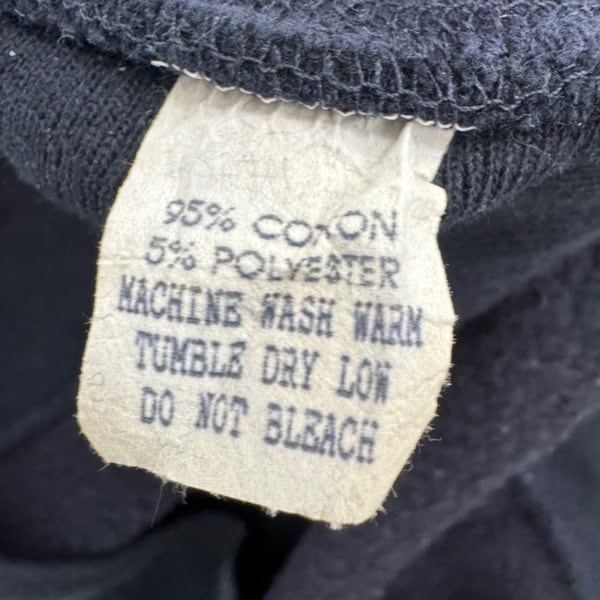 95% COTTON
5% POLYESTER
MACHINE WASH WARM
TUMBLE DRY LOW
DO NOT BLEACH